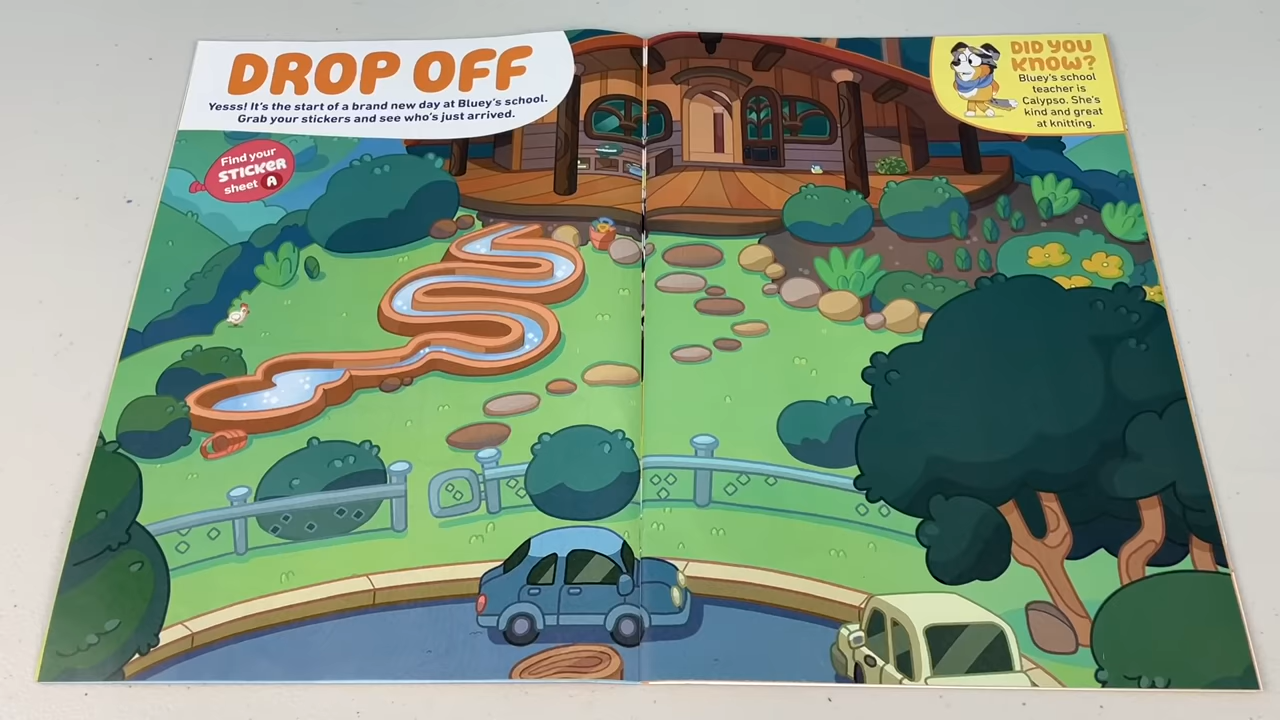 DROP OFF
Yesss! It's the start of a brand new day at Bluey's school.
Grab your stickers and see who's just arrived.
Find your
STICKER
sheet A
DID YOU
KNOW?
Bluey's school
teacher is
Calypso. She's
kind and great
at knitting.